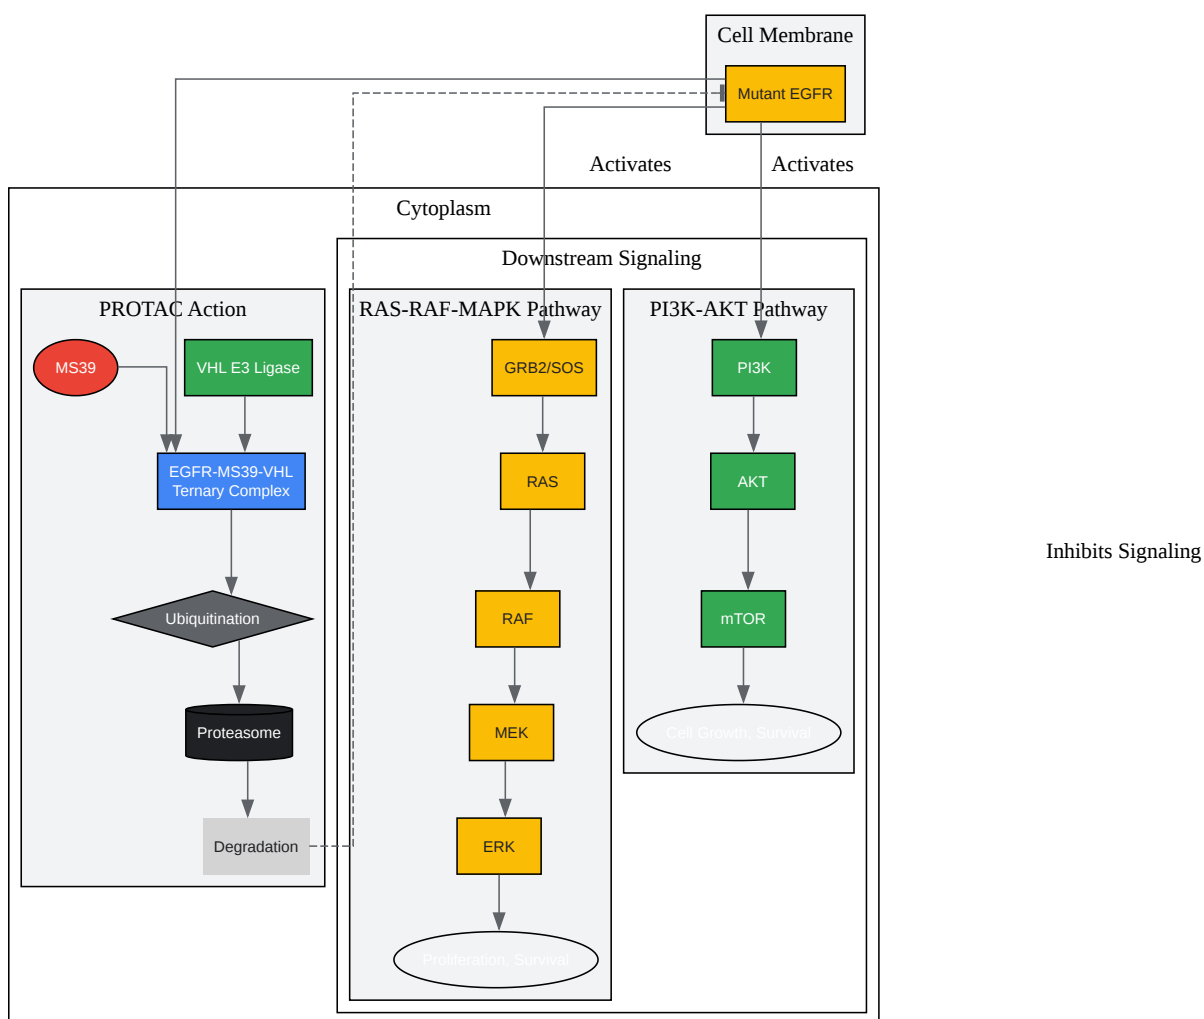 Cell Membrane
Mutant EGFR
Activates
Activates
Cytoplasm
Downstream Signaling
PROTAC Action
RAS-RAF-MAPK Pathway
PI3K-AKT Pathway
MS39
VHL E3 Ligase
GRB2/SOS
PI3K
EGFR-MS39-VHL
Ternary Complex
RAS
AKT
Inhibits Signaling
Ubiquitination
RAF
mTOR
Proteasome
MEK
Cell Growth, Survival
Degradation
ERK
Proliferation, Survival